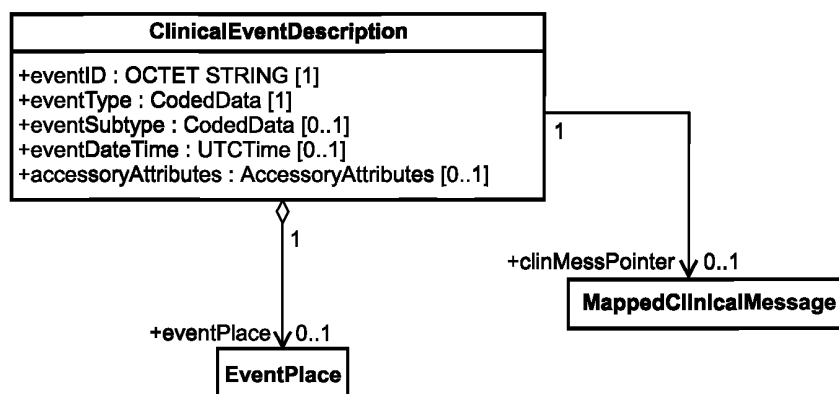 ClinicalEventDescription
+eventID : OCTET STRING [1]
+eventType : CodedData [1]
+eventSubtype : CodedData [0..1]
+eventDateTime : UTCTime [0..1]
+accessoryAttributes : AccessoryAttributes [0..1]
1
1
+clinMessPointer 0..1
MappedClinicalMessage
+eventPlace 0..1
EventPlace